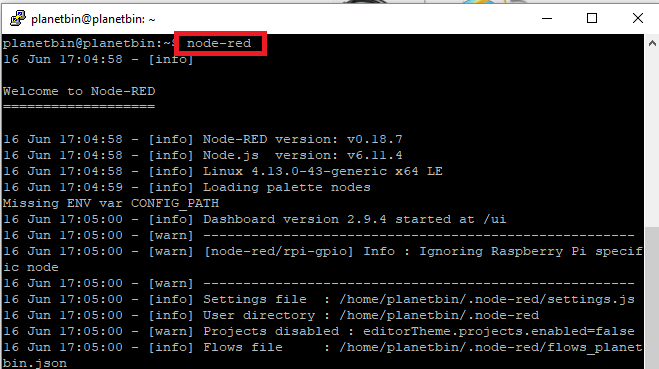 planetbin@planetbin: ~
planetbin@planetbin:~$ node-red
16 Jun 17:04:58 - [info]
Welcome to Node-RED
===================
16 Jun 17:04:58 - [info] Node-RED version: v0.18.7
16 Jun 17:04:58 - [info] Node.js  version: v6.11.4
16 Jun 17:04:58 - [info] Linux 4.13.0-43-generic x64 LE
16 Jun 17:04:59 - [info] Loading palette nodes
Missing ENV var CONFIG_PATH
16 Jun 17:05:00 - [info] Dashboard version 2.9.4 started at /ui
16 Jun 17:05:00 - [warn] ------------------------------------------------------
16 Jun 17:05:00 - [warn] [node-red/rpi-gpio] Info : Ignoring Raspberry Pi specif
ic node
16 Jun 17:05:00 - [warn] ------------------------------------------------------
16 Jun 17:05:00 - [info] Settings file  : /home/planetbin/.node-red/settings.js
16 Jun 17:05:00 - [info] User directory : /home/planetbin/.node-red
16 Jun 17:05:00 - [warn] Projects disabled : editorTheme.projects.enabled=false
16 Jun 17:05:00 - [info] Flows file     : /home/planetbin/.node-red/flows_planet
bin.json